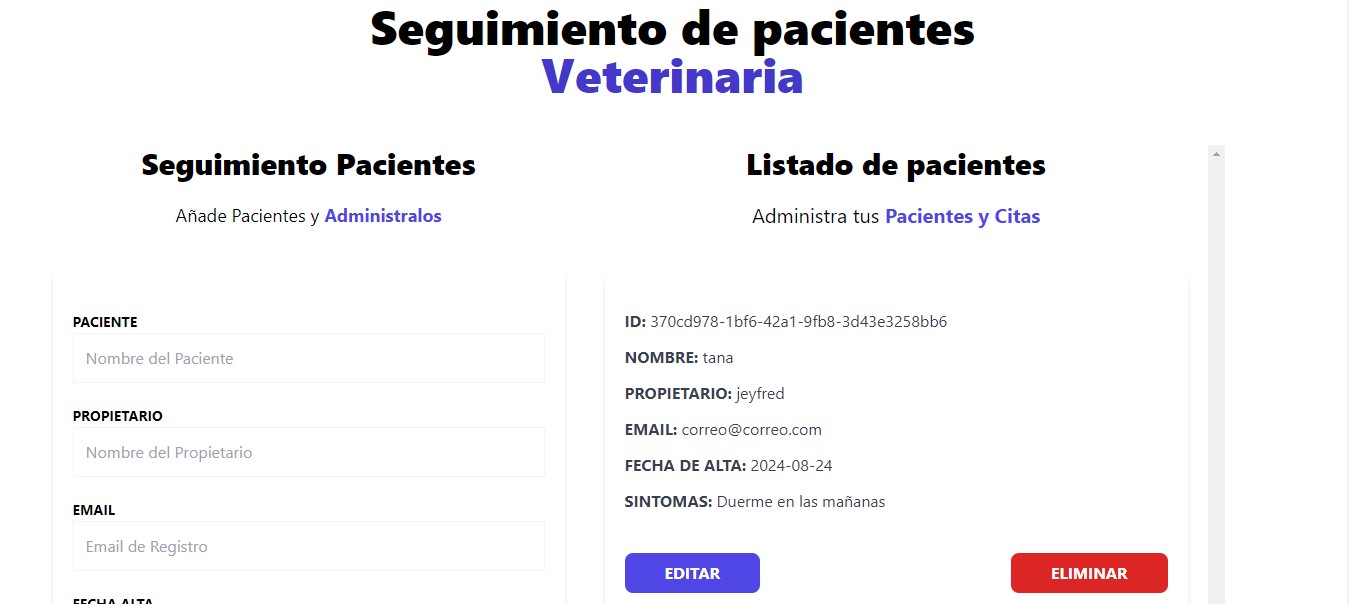 Seguimiento de pacientes
Veterinaria
Seguimiento Pacientes
Añade Pacientes y Administralos
PACIENTE
Nombre del Paciente
PROPIETARIO
Nombre del Propietario
EMAIL
Email de Registro
FECHA ALTA
Listado de pacientes
Administra tus Pacientes y Citas
ID: 370cd978-1bf6-42a1-9fb8-3d43e3258bb6
NOMBRE: tana
PROPIETARIO: jeyfred
EMAIL: correo@correo.com
FECHA DE ALTA: 2024-08-24
SINTOMAS: Duerme en las mañanas
EDITAR
ELIMINAR